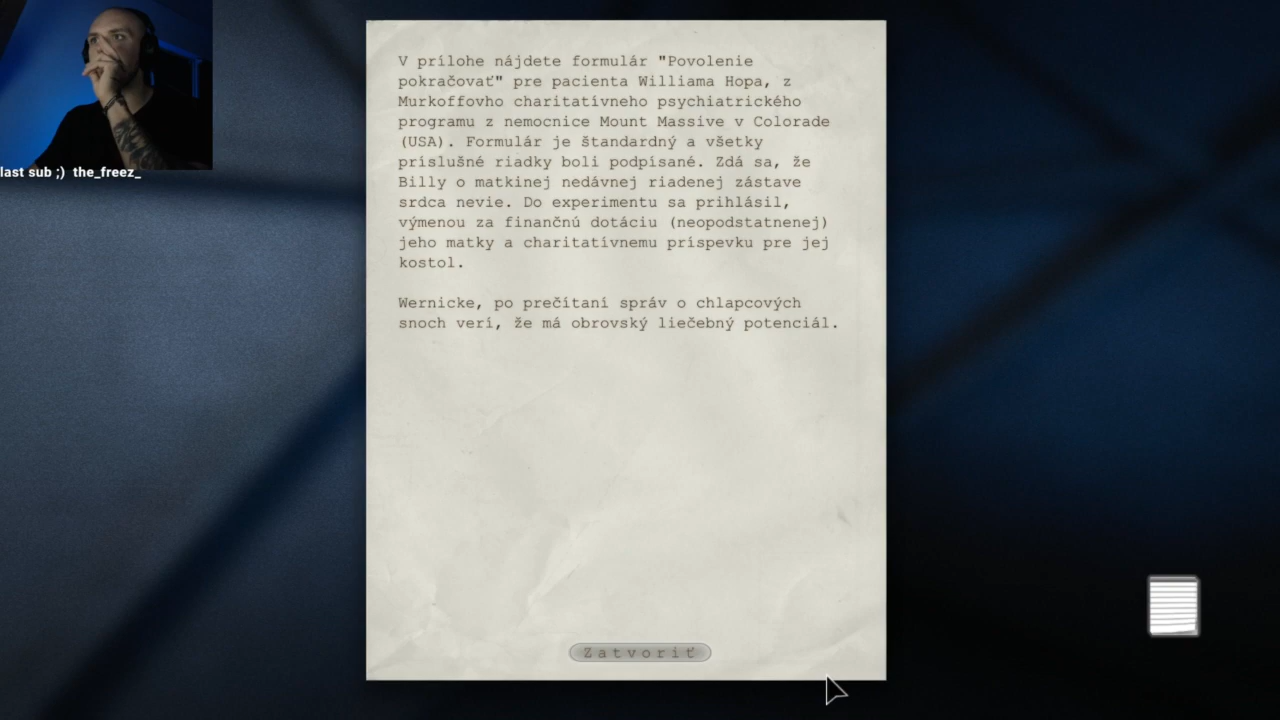 V prílohe nájdete formulár "Povolenie
pokračovať" pre pacienta Williama Hopa, z
Murkoffovho charitatívneho psychiatrického
programu z nemocnice Mount Massive v Colorade
(USA). Formulár je štandardný a všetky
príslušné riadky boli podpísané. Zdá sa, že
Billy o matkinej nedávnej riadenej zástave
srdca nevie. Do experimentu sa prihlásil,
výmenou za finančnú dotáciu (neopodstatnenej)
jeho matky a charitatívnemu príspevku pre jej
kostol.
Wernicke, po prečítaní správ o chlapcových
snoch verí, že má obrovský liečebný potenciál.
last sub ;) the_freez_
Zatvoriť